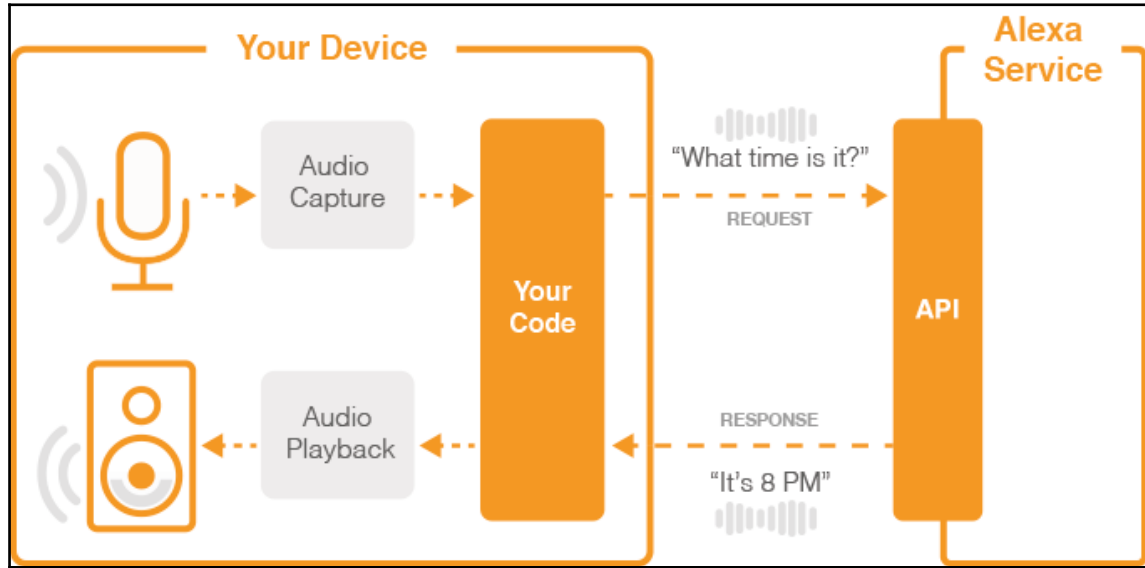 Your Device
Alexa
Service
Audio
Capture
Your
Code
“What time is it?”
REQUEST
API
Audio
Playback
RESPONSE
“It's 8 PM”